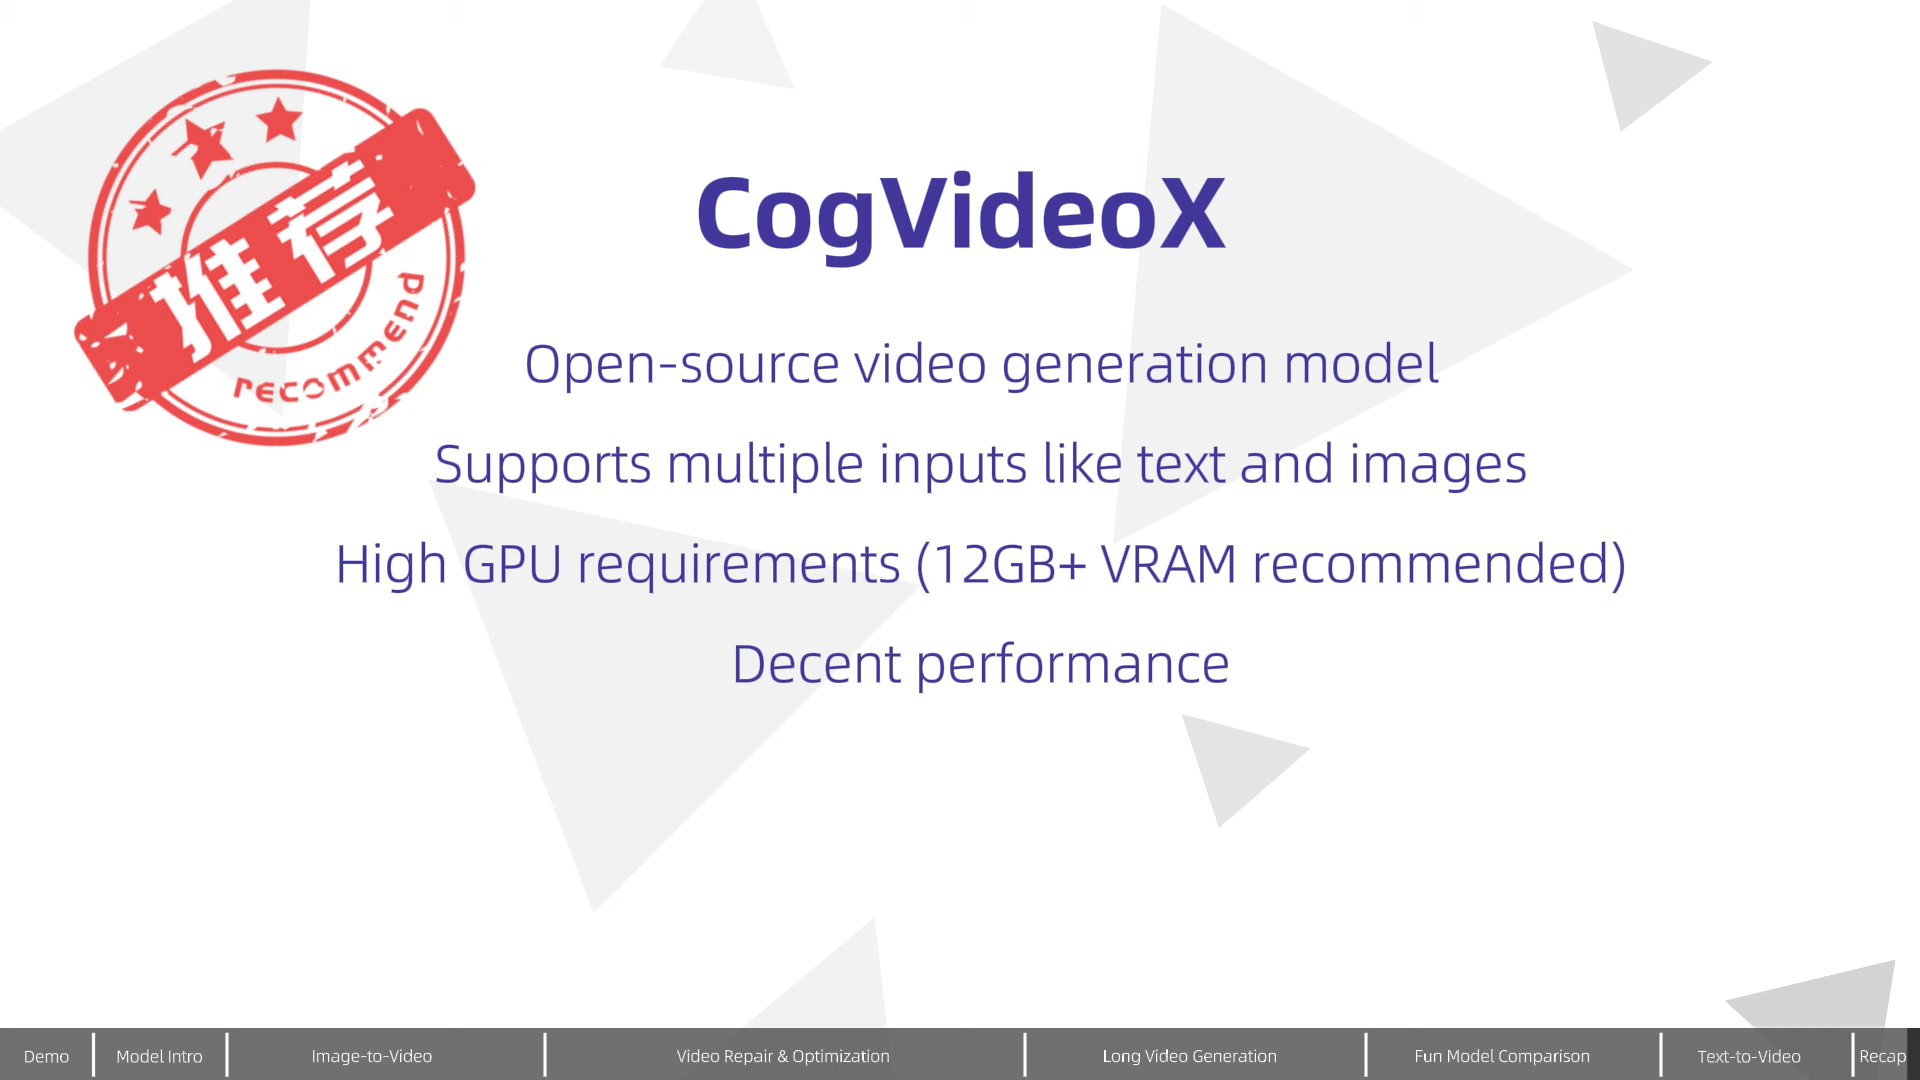 推荐
recommend
CogVideoX
Open-source video generation model
Supports multiple inputs like text and images
High GPU requirements (12GB+ VRAM recommended)
Decent performance
Demo
Model Intro
Image-to-Video
Video Repair & Optimization
Long Video Generation
Fun Model Comparison
Text-to-Video
Recap